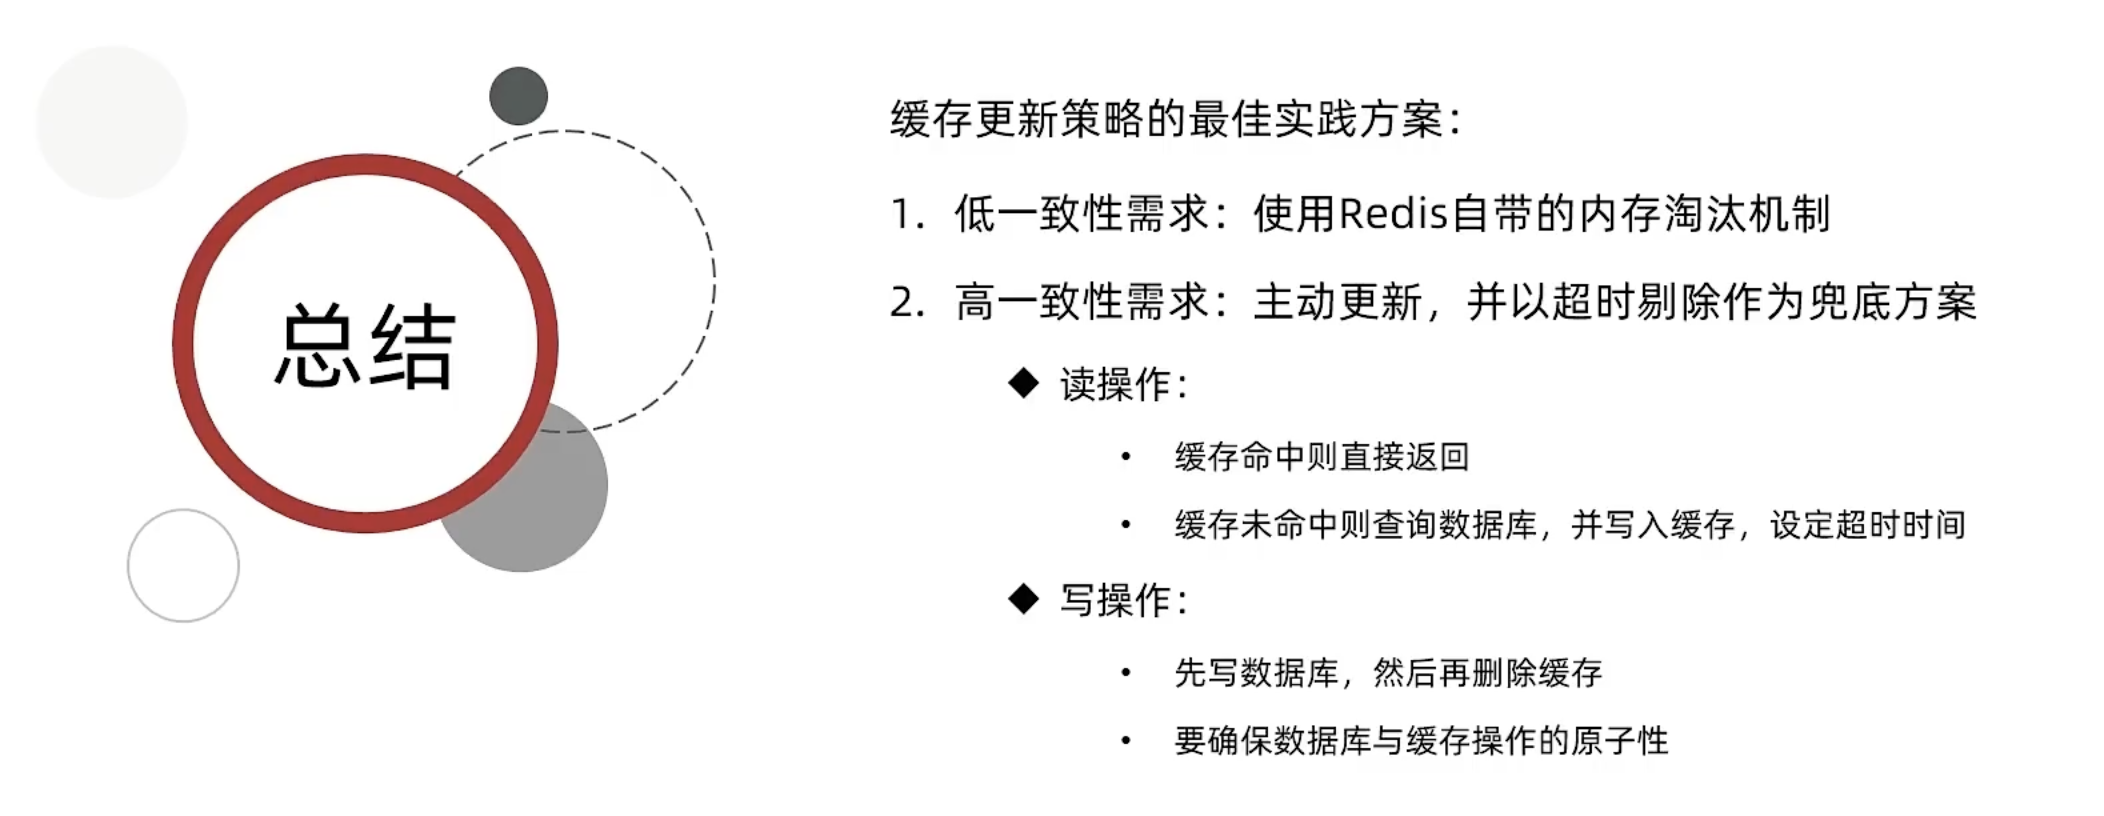 总结
缓存更新策略的最佳实践方案：
1. 低一致性需求：使用Redis自带的内存淘汰机制
2. 高一致性需求：主动更新，并以超时剔除作为兜底方案
◆ 读操作：
• 缓存命中则直接返回
• 缓存未命中则查询数据库，并写入缓存，设定超时时间
◆ 写操作：
• 先写数据库，然后再删除缓存
• 要确保数据库与缓存操作的原子性